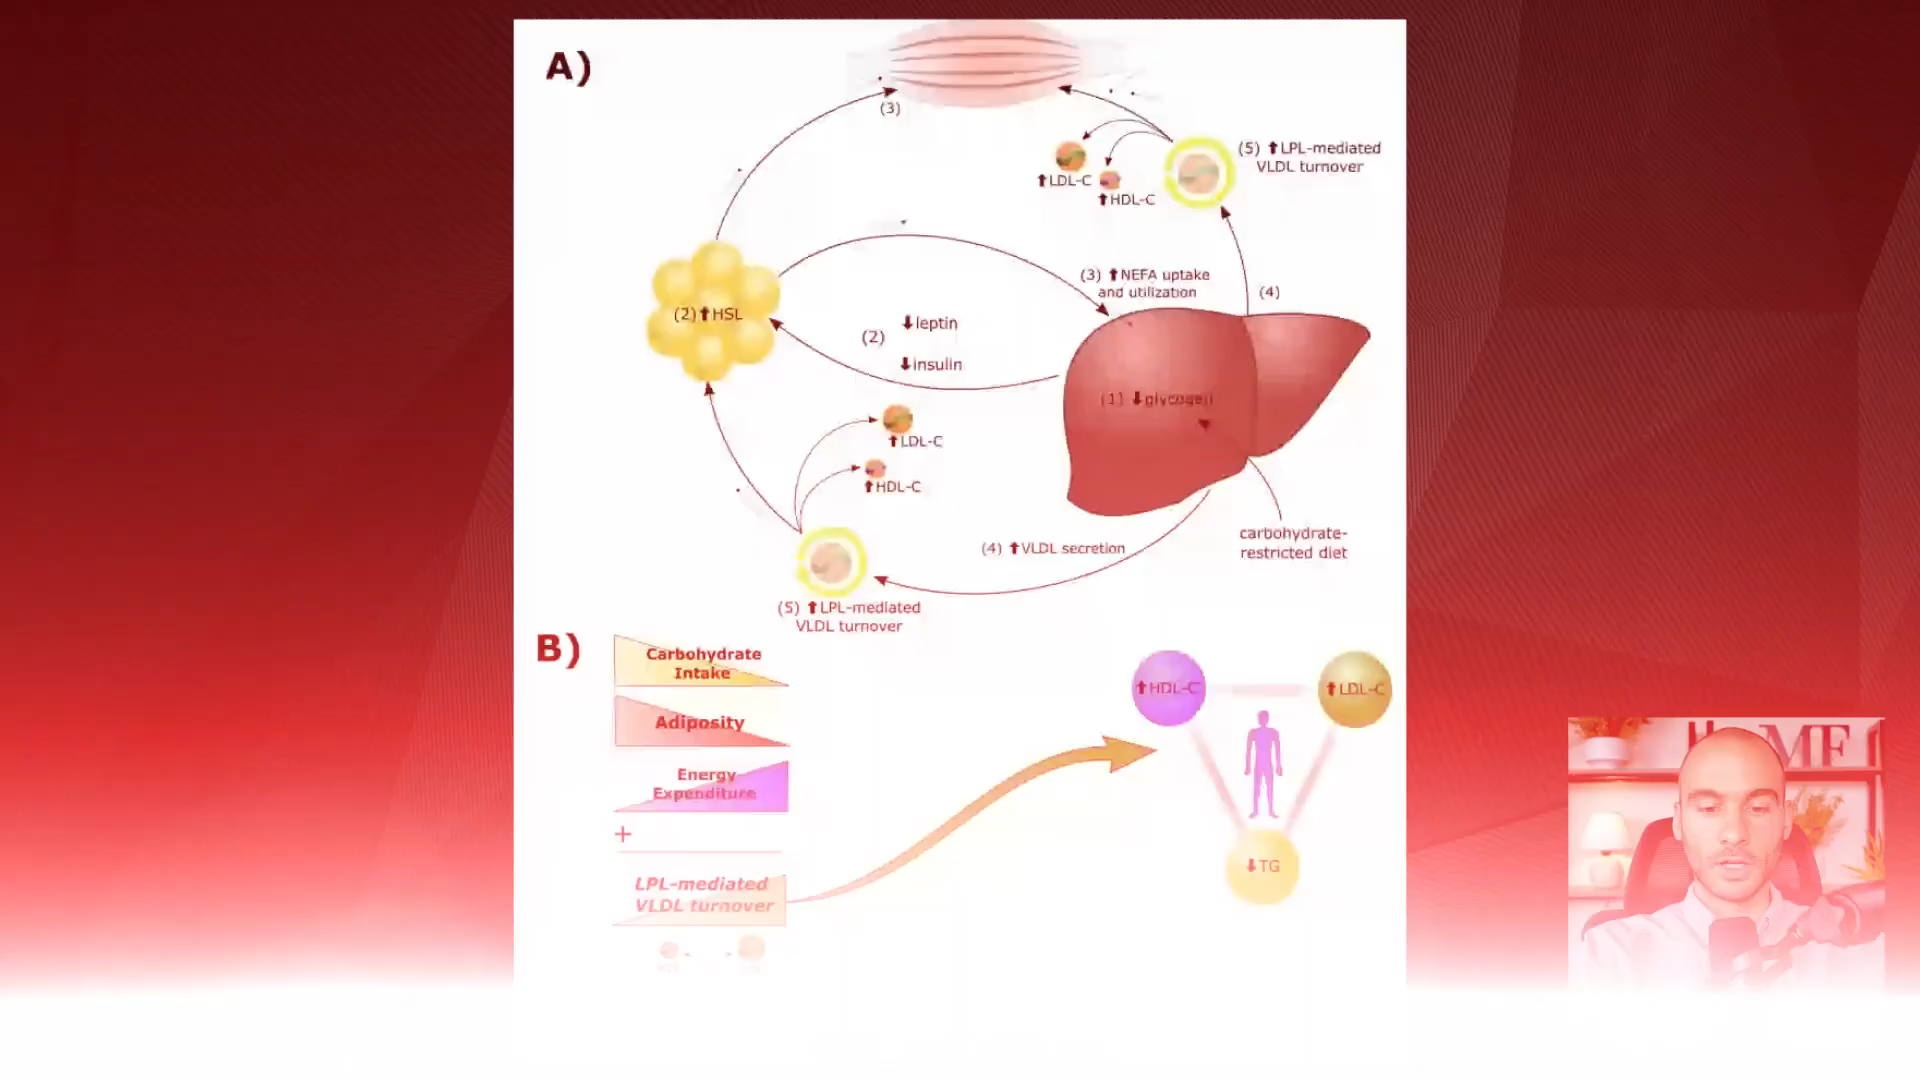 A)
(3)
(5) ⬆LPL-mediated
VLDL turnover
⬆LDL-C
⬆HDL-C
(3) ⬆NEFA uptake
and utilization
(4)
(2)⬆HSL
(2)
⬇leptin
⬇insulin
(1) ⬇glycogen
⬆LDL-C
⬆HDL-C
carbohydrate-
restricted diet
(4) ⬆VLDL secretion
(5) ⬆LPL-mediated
VLDL turnover
B)
Carbohydrate
Intake
Adiposity
Energy
Expenditure
+
LPL-mediated
VLDL turnover
⬆HDL-C
⬆LDL-C
⬇TG